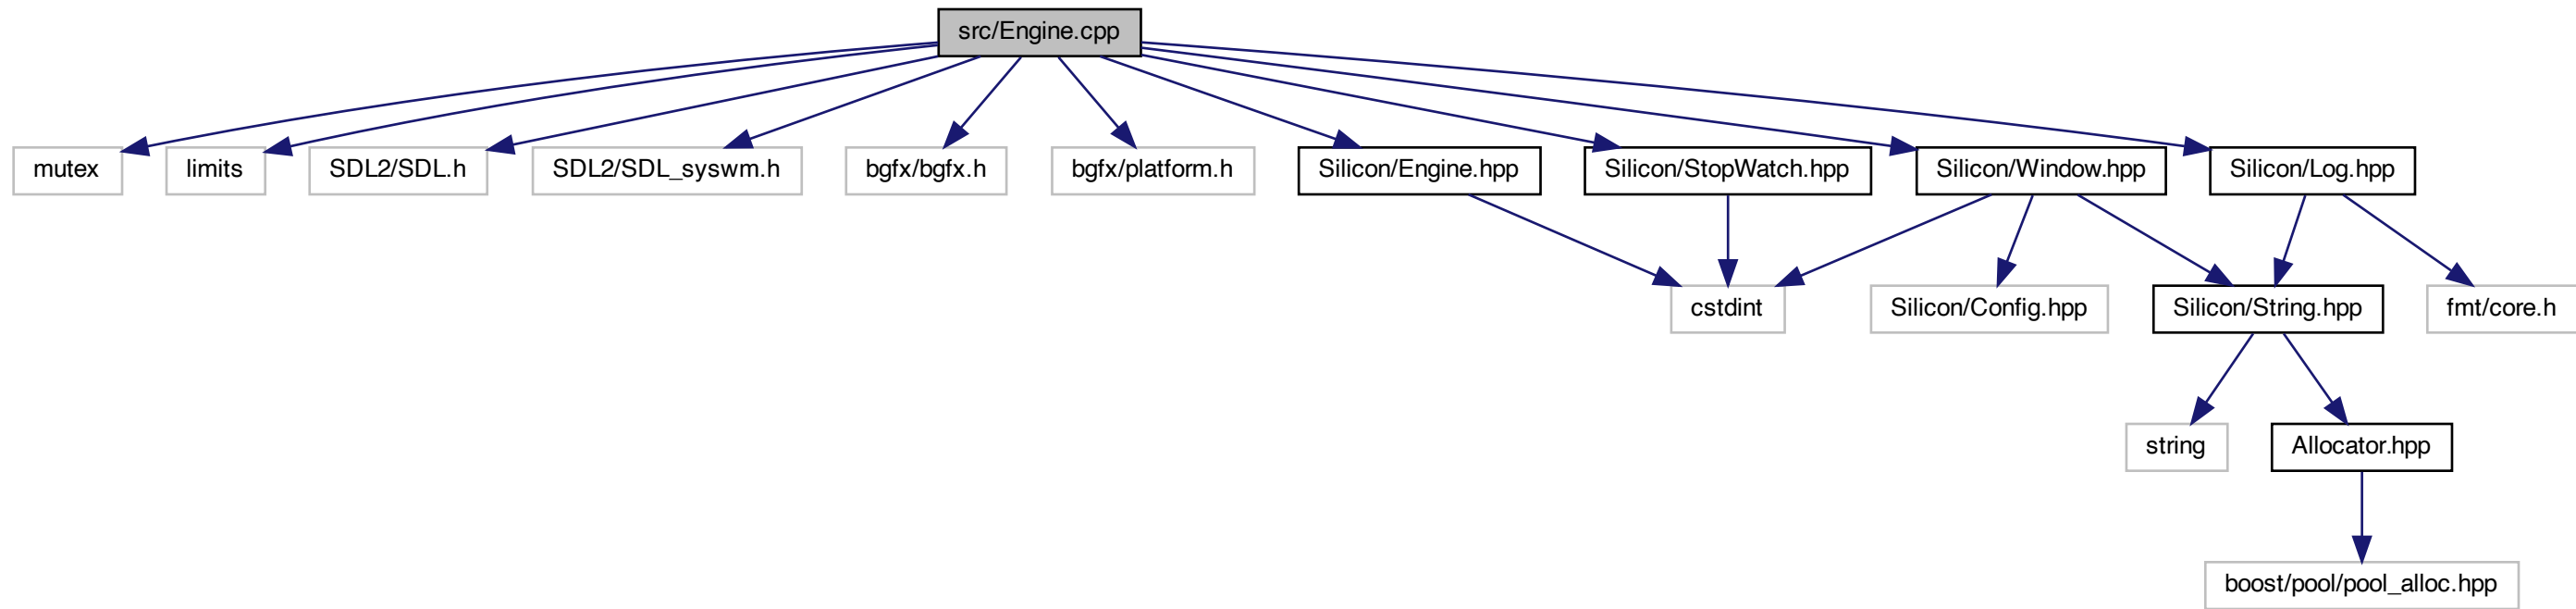 src/Engine.cpp
mutex
limits
SDL2/SDL.h
SDL2/SDL_syswm.h
bgfx/bgfx.h
bgfx/platform.h
Silicon/Engine.hpp
Silicon/StopWatch.hpp
Silicon/Window.hpp
Silicon/Log.hpp
cstdint
Silicon/Config.hpp
Silicon/String.hpp
fmt/core.h
string
Allocator.hpp
boost/pool/pool_alloc.hpp